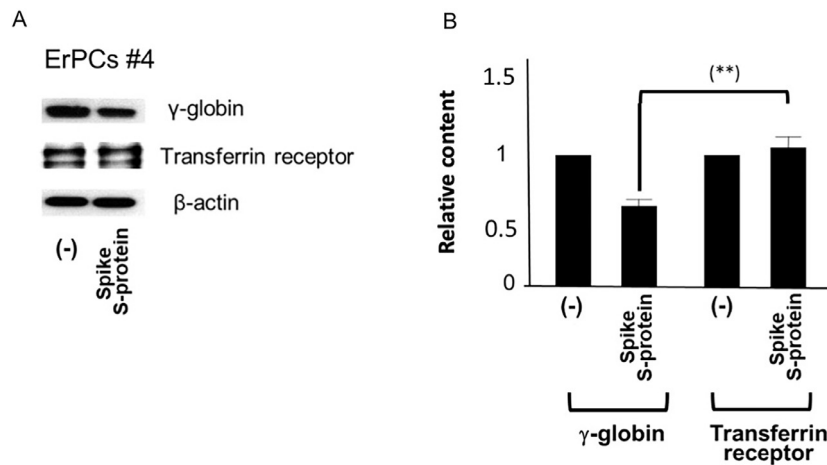 A
ErPCs #4
γ-globin
Transferrin receptor
β-actin
(-)
Spike
S-protein
B
Relative content
1.5
1
0.5
0
(**)
(-)
Spike
S-protein
(-)
Spike
S-protein
γ-globin
Transferrin
receptor